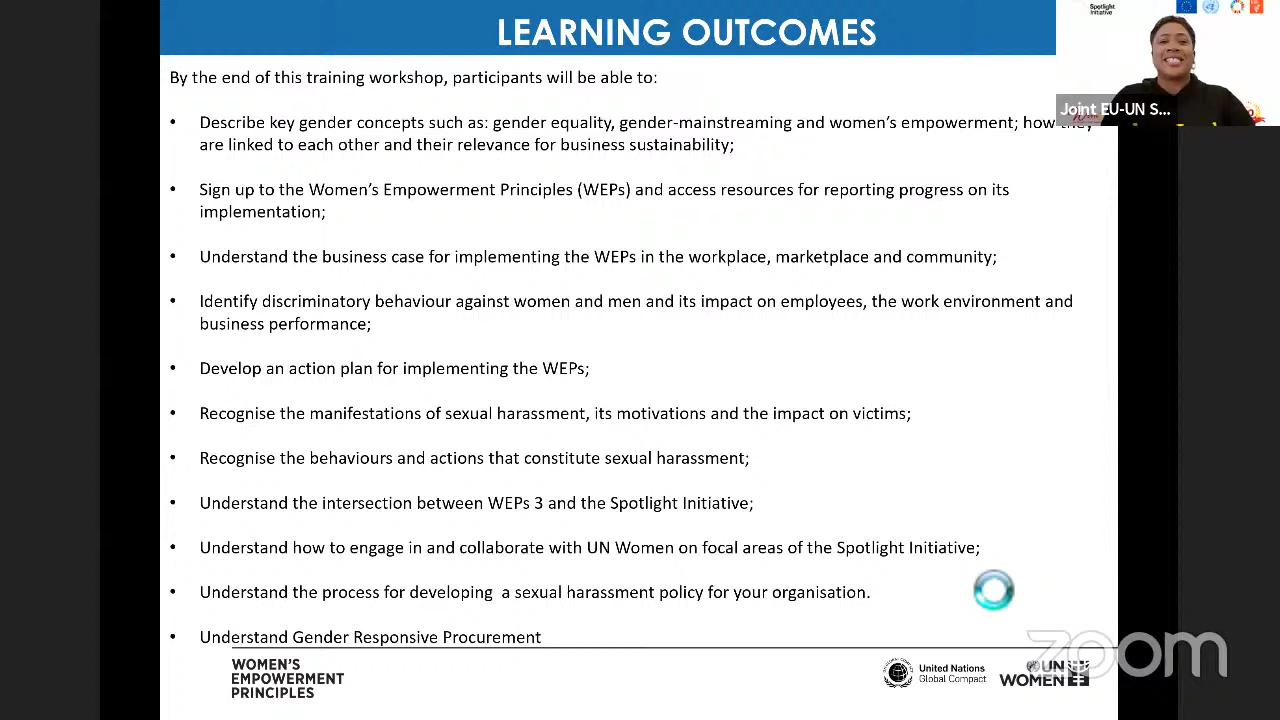 LEARNING OUTCOMES
Spotlight
Initiative
By the end of this training workshop, participants will be able to:
Joint EU-UN S...
• Describe key gender concepts such as: gender equality, gender-mainstreaming and women's empowerment; how they
are linked to each other and their relevance for business sustainability;
• Sign up to the Women's Empowerment Principles (WEPs) and access resources for reporting progress on its
implementation;
• Understand the business case for implementing the WEPs in the workplace, marketplace and community;
• Identify discriminatory behaviour against women and men and its impact on employees, the work environment and
business performance;
• Develop an action plan for implementing the WEPs;
• Recognise the manifestations of sexual harassment, its motivations and the impact on victims;
• Recognise the behaviours and actions that constitute sexual harassment;
• Understand the intersection between WEPs 3 and the Spotlight Initiative;
• Understand how to engage in and collaborate with UN Women on focal areas of the Spotlight Initiative;
• Understand the process for developing  a sexual harassment policy for your organisation.
• Understand Gender Responsive Procurement
WOMEN'S
EMPOWERMENT
PRINCIPLES
United Nations
Global Compact
UN
WOMEN
zoom